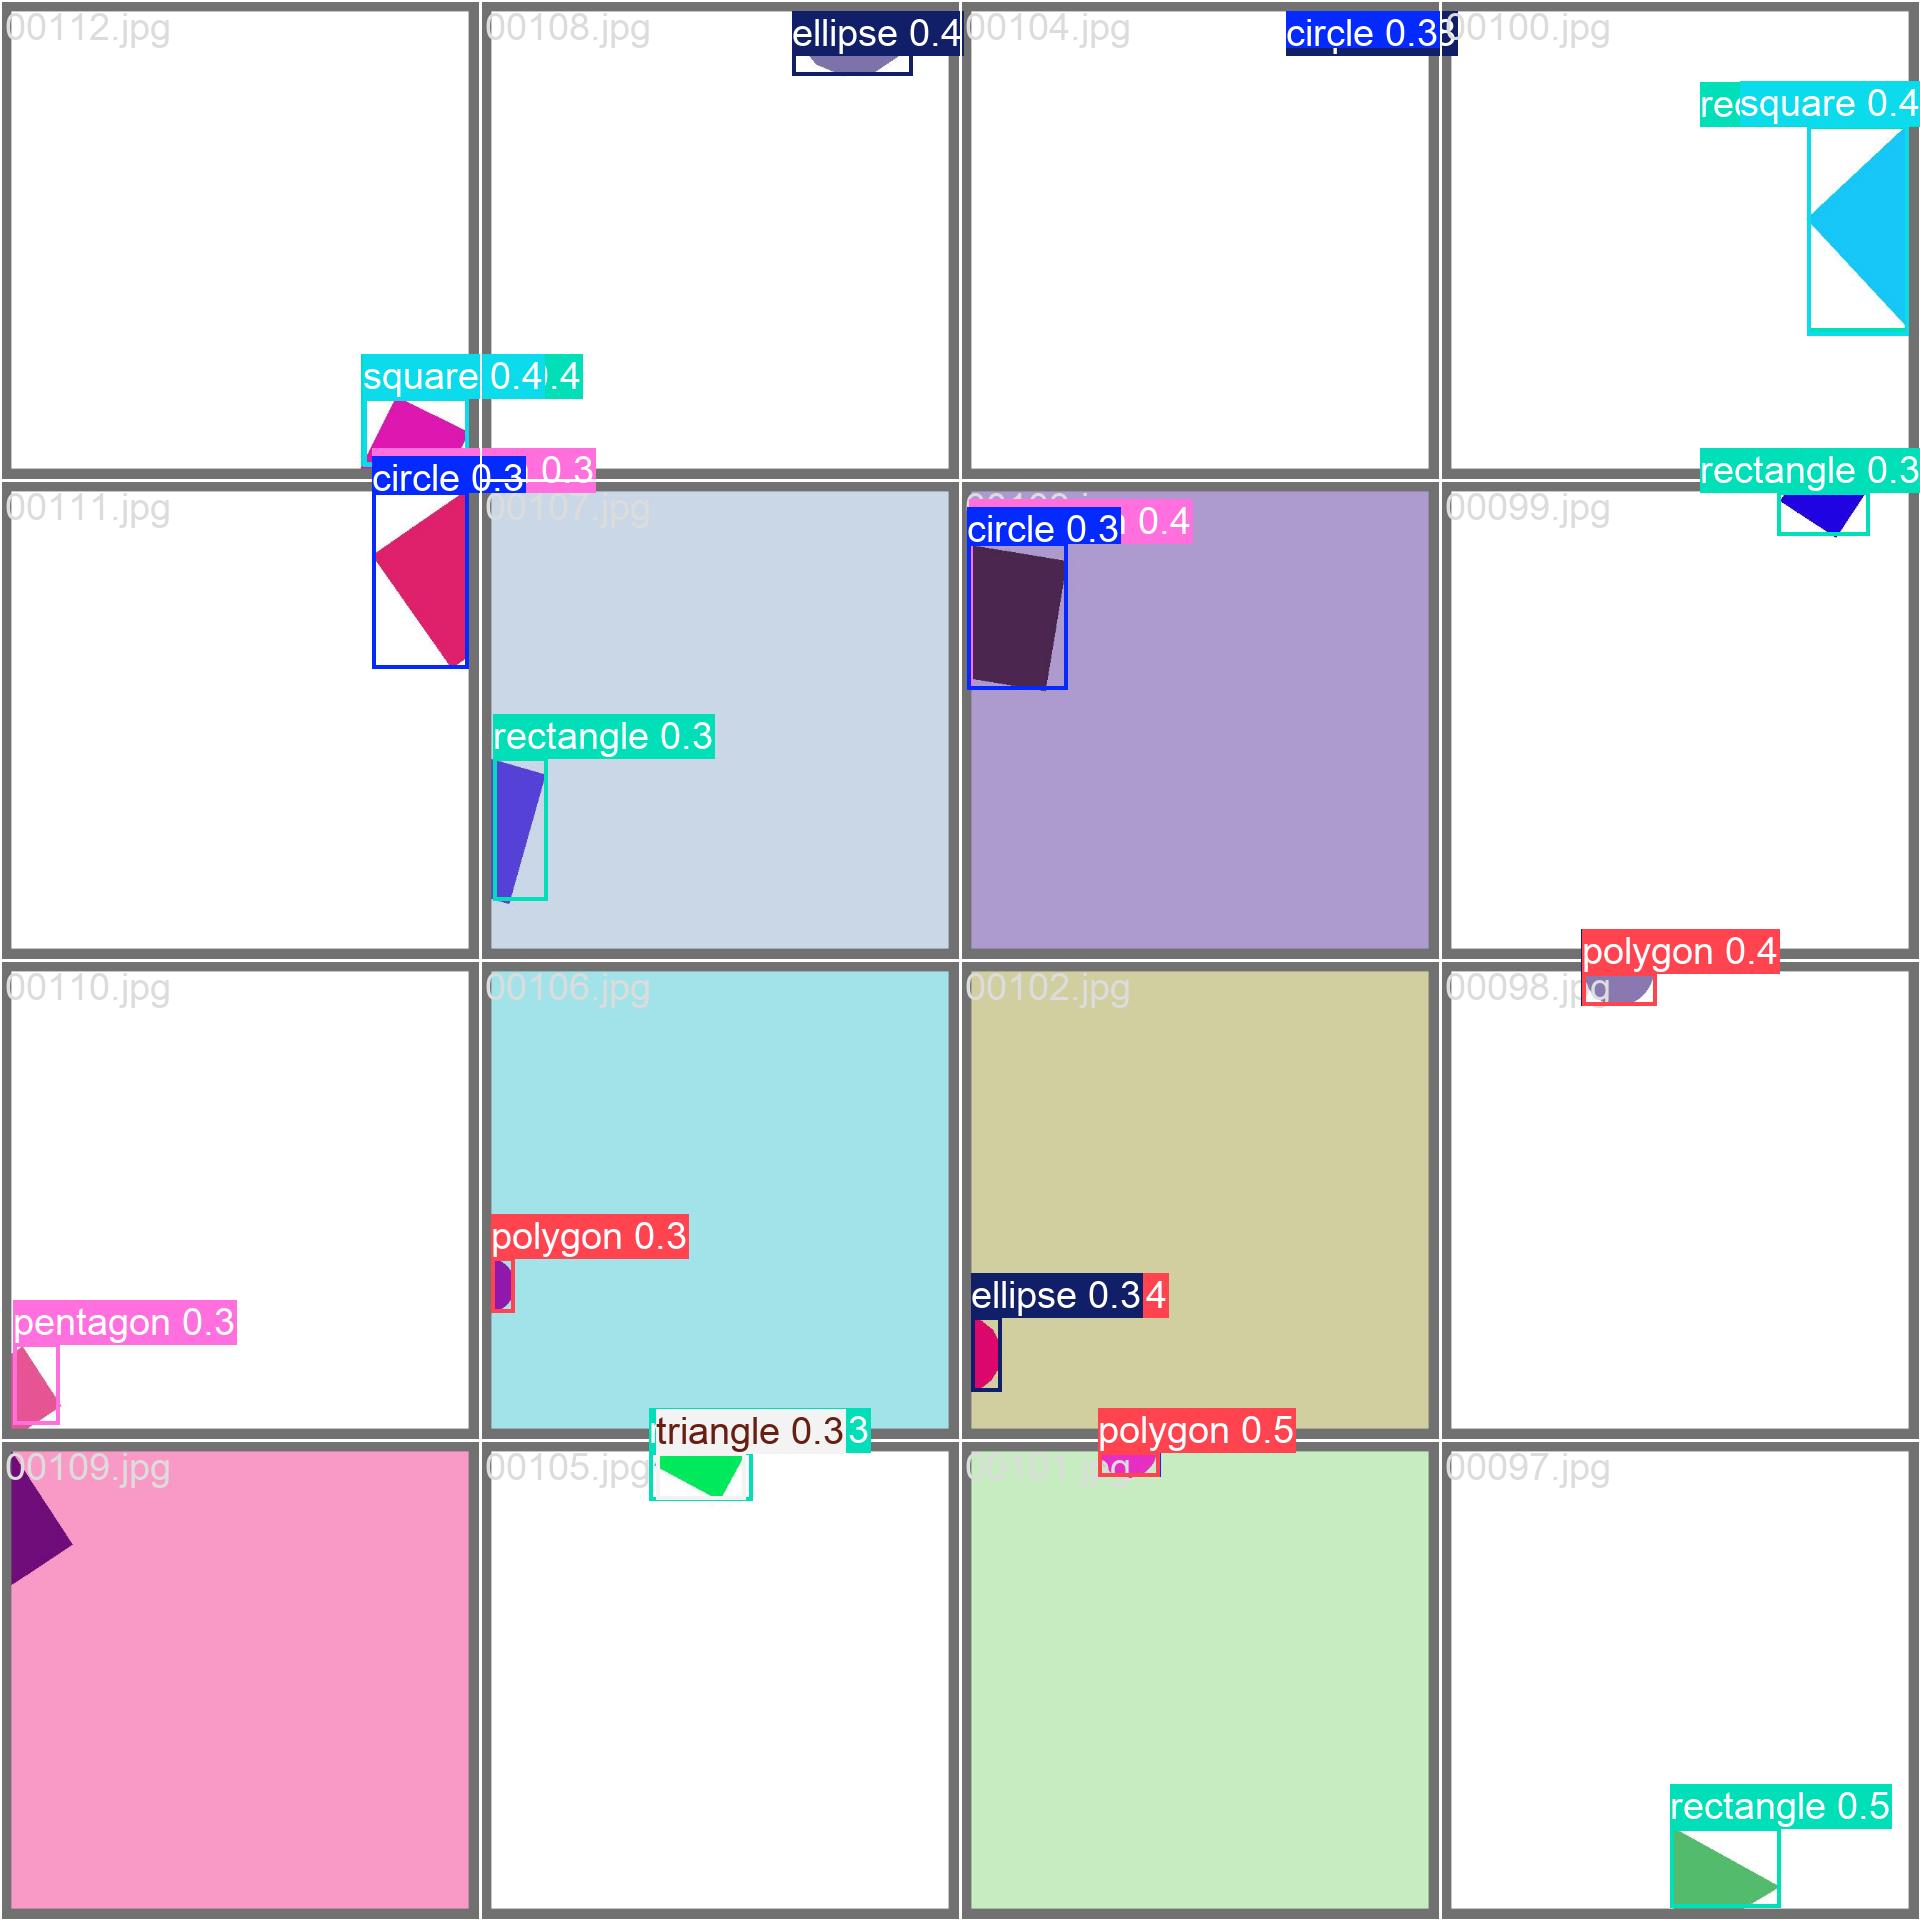 00112.jpg
00108.jpg
ellipse 0.4
00104.jpg
circle 0.3
00100.jpg
square 0.4
square 0.4
.4
0.3
circle 0.3
rectangle 0.3
00111.jpg
00107.jpg
0.4
circle 0.3
00099.jpg
rectangle 0.3
polygon 0.4
00110.jpg
00106.jpg
00102.jpg
00098.jpg
polygon 0.3
ellipse 0.3
4
pentagon 0.3
triangle 0.3
3
polygon 0.5
00109.jpg
00105.jpg
00101.jpg
00097.jpg
rectangle 0.5